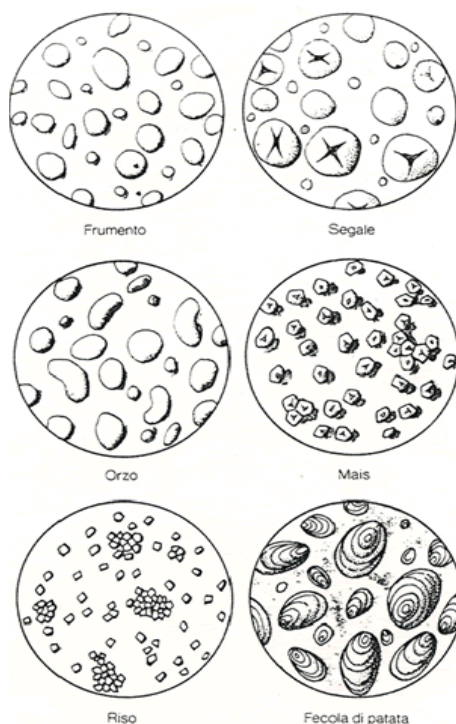 Frumento
Segale
Orzo
Mais
Riso
Fecola di patata